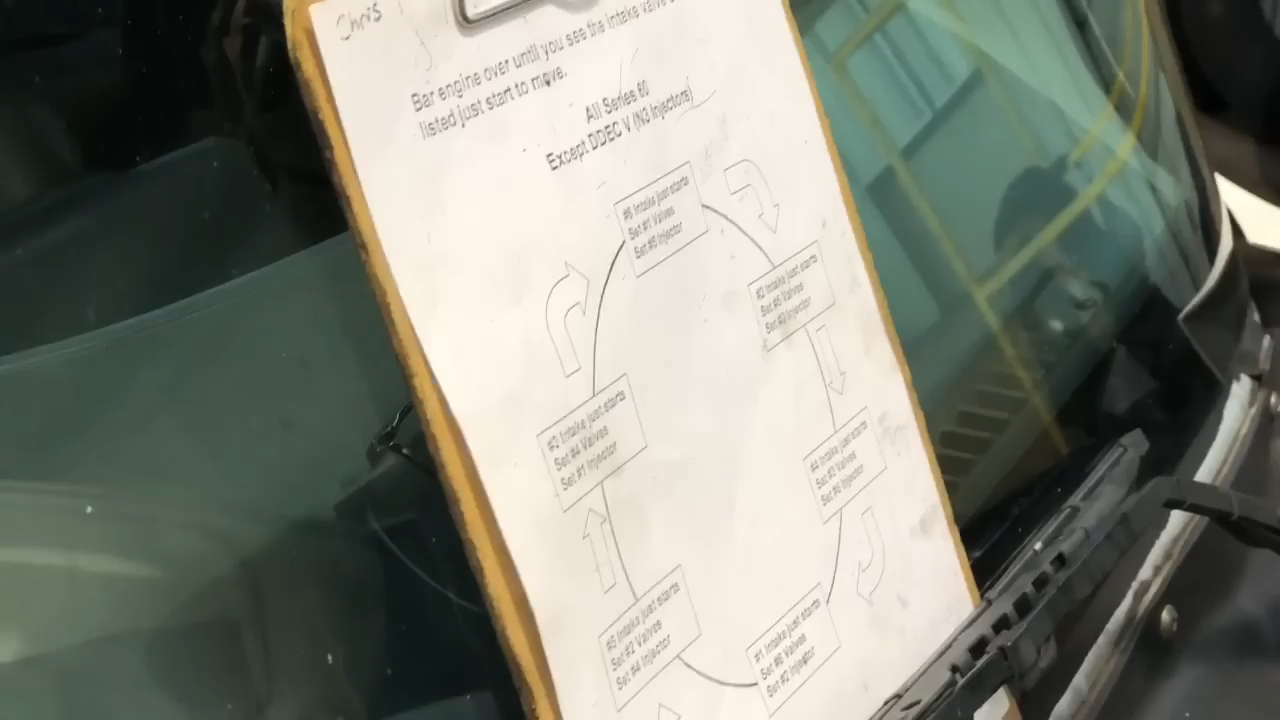 Chris
Bar engine over until you see the intake valve
listed just start to move.
All Series 60
Except DDEC V (N3 Injectors)
#6 Intake just starts
Set #1 Valves
Set #5 Injector
#2 Intake just starts
Set #5 Valves
Set #3 Injector
#4 Intake just starts
Set #3 Valves
Set #6 Injector
#1 Intake just starts
Set #6 Valves
Set #2 Injector
#5 Intake just starts
Set #2 Valves
Set #4 Injector
#3 Intake just starts
Set #4 Valves
Set #1 Injector